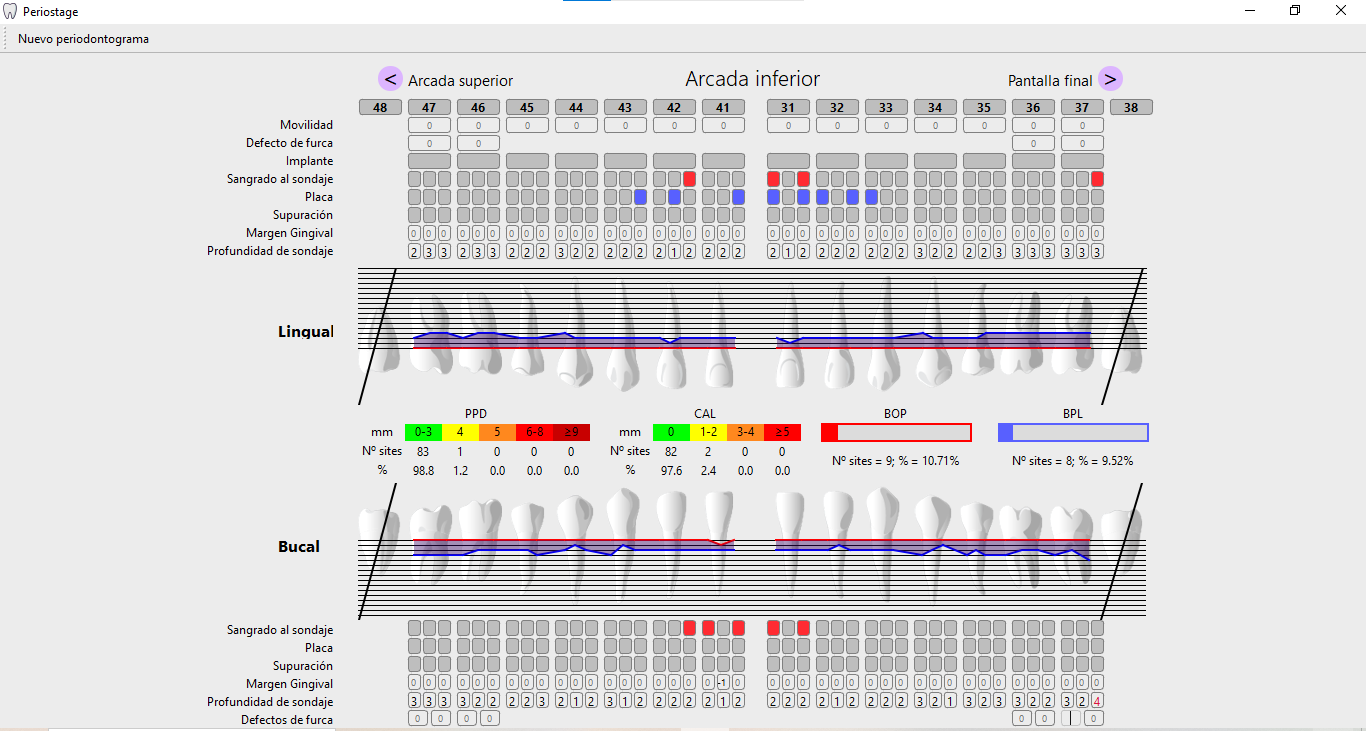 Periostage
Nuevo periodontograma
< Arcada superior Arcada inferior Pantalla final >
48 47 46 45 44 43 42 41 31 32 33 34 35 36 37 38
Movilidad 0 0 0 0 0 0 0 0 0 0 0 0 0 0
Defecto de furca 0 0 0 0
Implante
Sangrado al sondaje
Placa
Supuración
Margen Gingival 0 0 0 0 0 0 0 0 0 0 0 0 0 0 0 0 0 0 0 0 0 0 0 0 0 0 0 0 0 0 0 0 0 0 0 0 0 0 0 0 0 0
Profundidad de sondaje 2 3 3 2 3 3 2 2 2 3 2 2 2 2 2 2 1 2 2 2 2 2 1 2 2 2 2 2 2 2 3 2 2 2 2 3 3 3 3 3 3 3
Lingual
PPD CAL BOP BPL
mm 0-3 4 5 6-8 ≥9 mm 0 1-2 3-4 ≥5
Nº sites 83 1 0 0 0 Nº sites 82 2 0 0 Nº sites = 9; % = 10.71% Nº sites = 8; % = 9.52%
% 98.8 1.2 0.0 0.0 0.0 % 97.6 2.4 0.0 0.0
Bucal
Sangrado al sondaje
Placa
Supuración
Margen Gingival 0 0 0 0 0 0 0 0 0 0 0 0 0 0 0 0 0 0 0 -1 0 0 0 0 0 0 0 0 0 0 0 0 0 0 0 0 0 0 0 0 0 0
Profundidad de sondaje 3 3 3 3 2 2 2 2 3 2 1 2 3 1 2 2 2 2 2 1 2 2 2 2 2 1 2 2 2 2 3 2 1 3 2 3 3 2 2 3 2 4
Defectos de furca 0 0 0 0 0 0 0